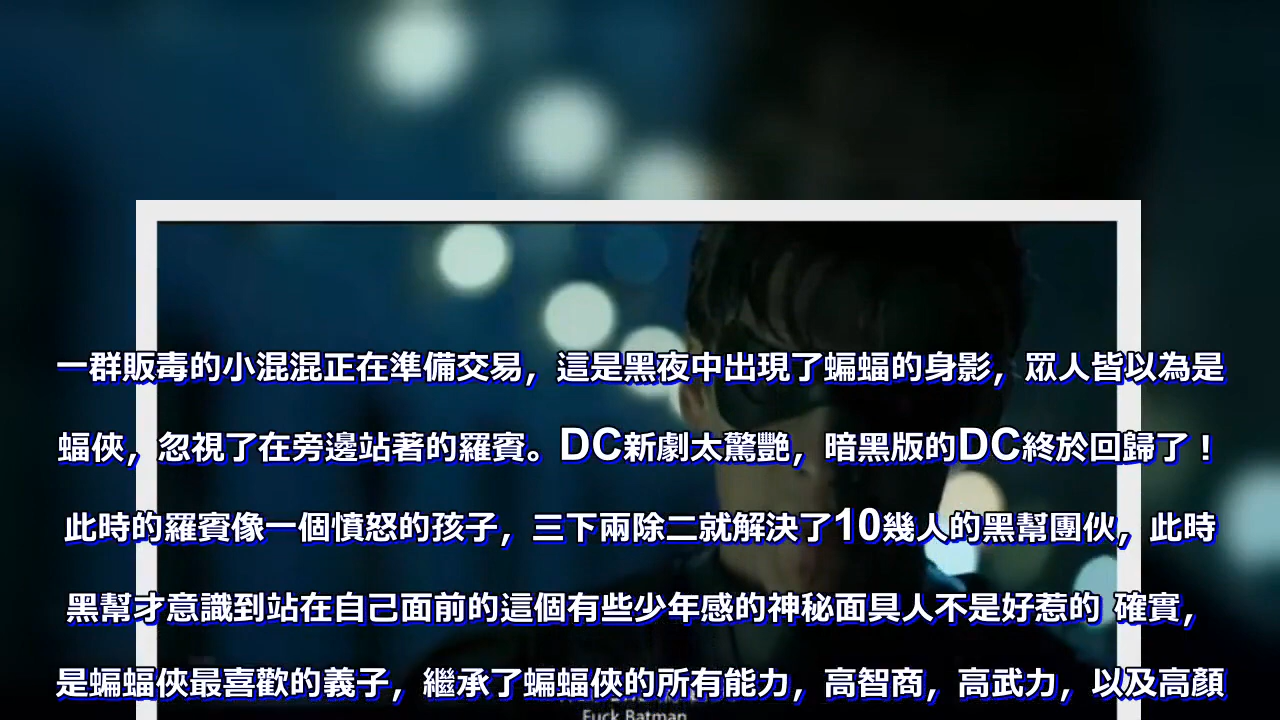 一群販毒的小混混正在準備交易，這是黑夜中出現了蝙蝠的身影，眾人皆以為是
蝠俠，忽視了在旁邊站著的羅賓。DC新劇太驚艷，暗黑版的DC終於回歸了！
此時的羅賓像一個憤怒的孩子，三下兩除二就解決了10幾人的黑幫團伙，此時
黑幫才意識到站在自己面前的這個有些少年感的神秘面具人不是好惹的 確實，
是蝙蝠俠最喜歡的義子，繼承了蝙蝠俠的所有能力，高智商，高武力，以及高顏
Fuck Batman